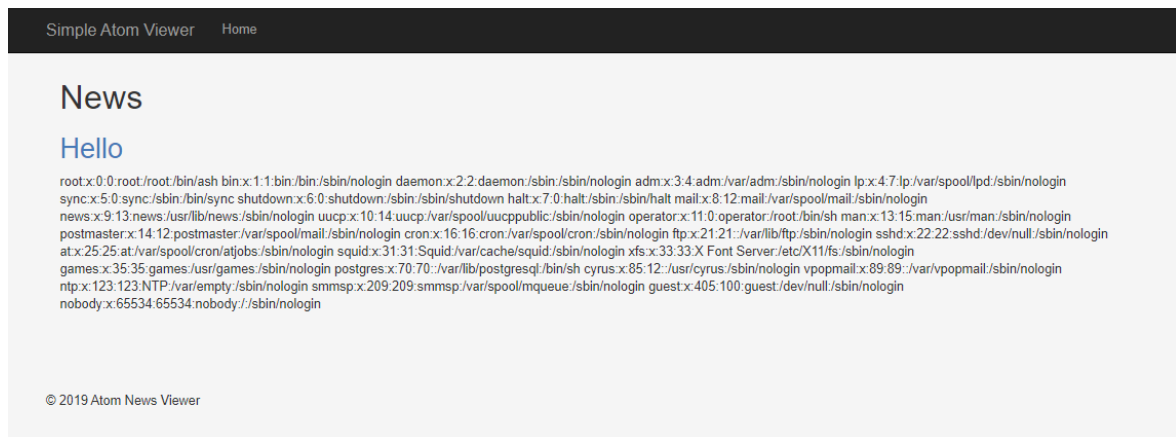 Simple Atom Viewer Home
News
Hello
root:x:0:0:root:/root:/bin/ash bin:x:1:1:bin:/bin:/sbin/nologin daemon:x:2:2:daemon:/sbin:/sbin/nologin adm:x:3:4:adm:/var/adm:/sbin/nologin lp:x:4:7:lp:/var/spool/lpd:/sbin/nologin
sync:x:5:0:sync:/sbin:/bin/sync shutdown:x:6:0:shutdown:/sbin:/sbin/shutdown halt:x:7:0:halt:/sbin:/sbin/halt mail:x:8:12:mail:/var/spool/mail:/sbin/nologin
news:x:9:13:news:/usr/lib/news:/sbin/nologin uucp:x:10:14:uucp:/var/spool/uucppublic:/sbin/nologin operator:x:11:0:operator:/root:/bin/sh man:x:13:15:man:/usr/man:/sbin/nologin
postmaster:x:14:12:postmaster:/var/spool/mail:/sbin/nologin cron:x:16:16:cron:/var/spool/cron:/sbin/nologin ftp:x:21:21::/var/lib/ftp:/sbin/nologin sshd:x:22:22:sshd:/dev/null:/sbin/nologin
at:x:25:25:at:/var/spool/cron/atjobs:/sbin/nologin squid:x:31:31:Squid:/var/cache/squid:/sbin/nologin xfs:x:33:33:X Font Server:/etc/X11/fs:/sbin/nologin
games:x:35:35:games:/usr/games:/sbin/nologin postgres:x:70:70::/var/lib/postgresql:/bin/sh cyrus:x:85:12::/usr/cyrus:/sbin/nologin vpopmail:x:89:89::/var/vpopmail:/sbin/nologin
ntp:x:123:123:NTP:/var/empty:/sbin/nologin smmsp:x:209:209:smmsp:/var/spool/mqueue:/sbin/nologin guest:x:405:100:guest:/dev/null:/sbin/nologin
nobody:x:65534:65534:nobody:/:/sbin/nologin
© 2019 Atom News Viewer